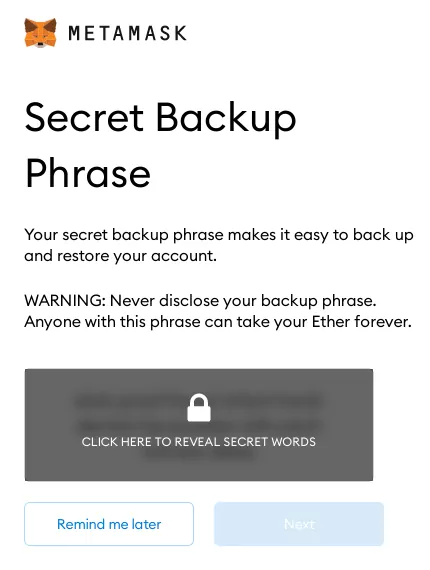 METAMASK
Secret Backup
Phrase
Your secret backup phrase makes it easy to back up
and restore your account.
WARNING: Never disclose your backup phrase.
Anyone with this phrase can take your Ether forever.
CLICK HERE TO REVEAL SECRET WORDS
Remind me later
Next